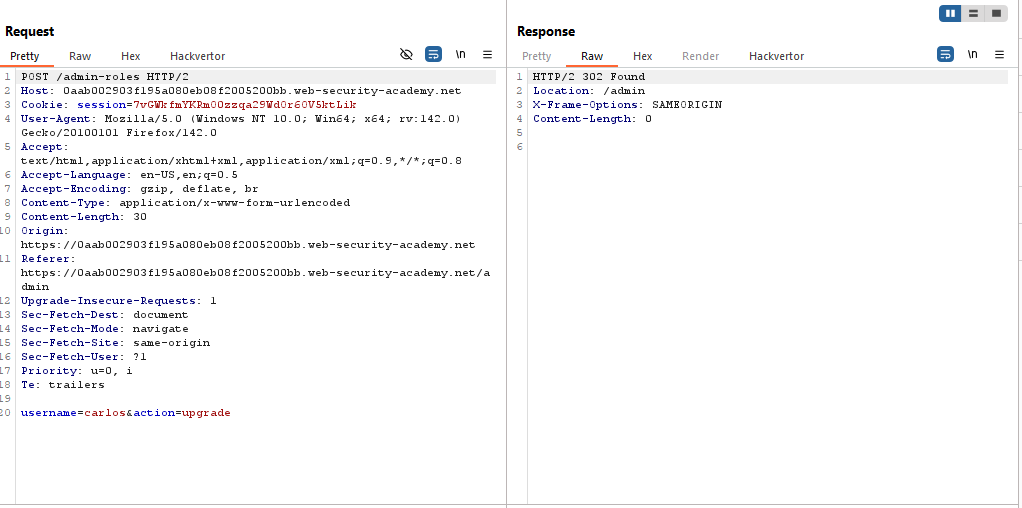 Request
Pretty Raw Hex Hackvertor \n
1 POST /admin-roles HTTP/2
2 Host: 0aab002903f195a080eb08f2005200bb.web-security-academy.net
3 Cookie: session=7vGWkfmYKRm00zzqa29Wd0r60V5ktLik
4 User-Agent: Mozilla/5.0 (Windows NT 10.0; Win64; x64; rv:142.0)
Gecko/20100101 Firefox/142.0
5 Accept:
text/html,application/xhtml+xml,application/xml;q=0.9,*/*;q=0.8
6 Accept-Language: en-US,en;q=0.5
7 Accept-Encoding: gzip, deflate, br
8 Content-Type: application/x-www-form-urlencoded
9 Content-Length: 30
10 Origin:
https://0aab002903f195a080eb08f2005200bb.web-security-academy.net
11 Referer:
https://0aab002903f195a080eb08f2005200bb.web-security-academy.net/a
dmin
12 Upgrade-Insecure-Requests: 1
13 Sec-Fetch-Dest: document
14 Sec-Fetch-Mode: navigate
15 Sec-Fetch-Site: same-origin
16 Sec-Fetch-User: ?1
17 Priority: u=0, i
18 Te: trailers
19
20 username=carlos&action=upgrade
Response
Pretty Raw Hex Render Hackvertor \n
1 HTTP/2 302 Found
2 Location: /admin
3 X-Frame-Options: SAMEORIGIN
4 Content-Length: 0
5
6